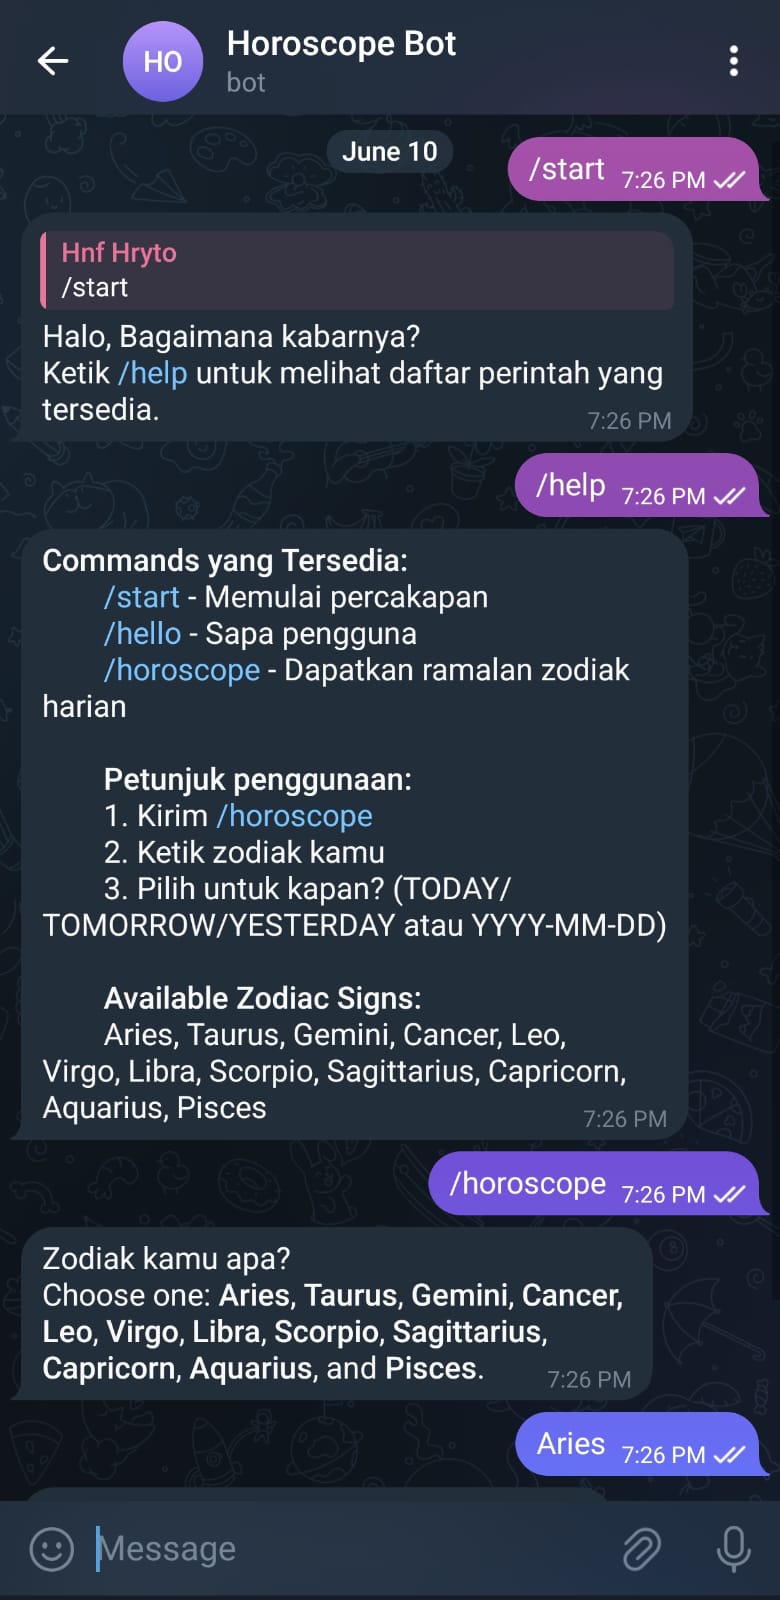 HO
Horoscope Bot
bot
June 10
/start 7:26 PM
Hnf Hryto
/start
Halo, Bagaimana kabarnya?
Ketik /help untuk melihat daftar perintah yang
tersedia.
7:26 PM
/help 7:26 PM
Commands yang Tersedia:
/start - Memulai percakapan
/hello - Sapa pengguna
/horoscope - Dapatkan ramalan zodiak
harian
Petunjuk penggunaan:
1. Kirim /horoscope
2. Ketik zodiak kamu
3. Pilih untuk kapan? (TODAY/
TOMORROW/YESTERDAY atau YYYY-MM-DD)
Available Zodiac Signs:
Aries, Taurus, Gemini, Cancer, Leo,
Virgo, Libra, Scorpio, Sagittarius, Capricorn,
Aquarius, Pisces
7:26 PM
/horoscope 7:26 PM
Zodiak kamu apa?
Choose one: Aries, Taurus, Gemini, Cancer,
Leo, Virgo, Libra, Scorpio, Sagittarius,
Capricorn, Aquarius, and Pisces.
7:26 PM
Aries 7:26 PM
Message